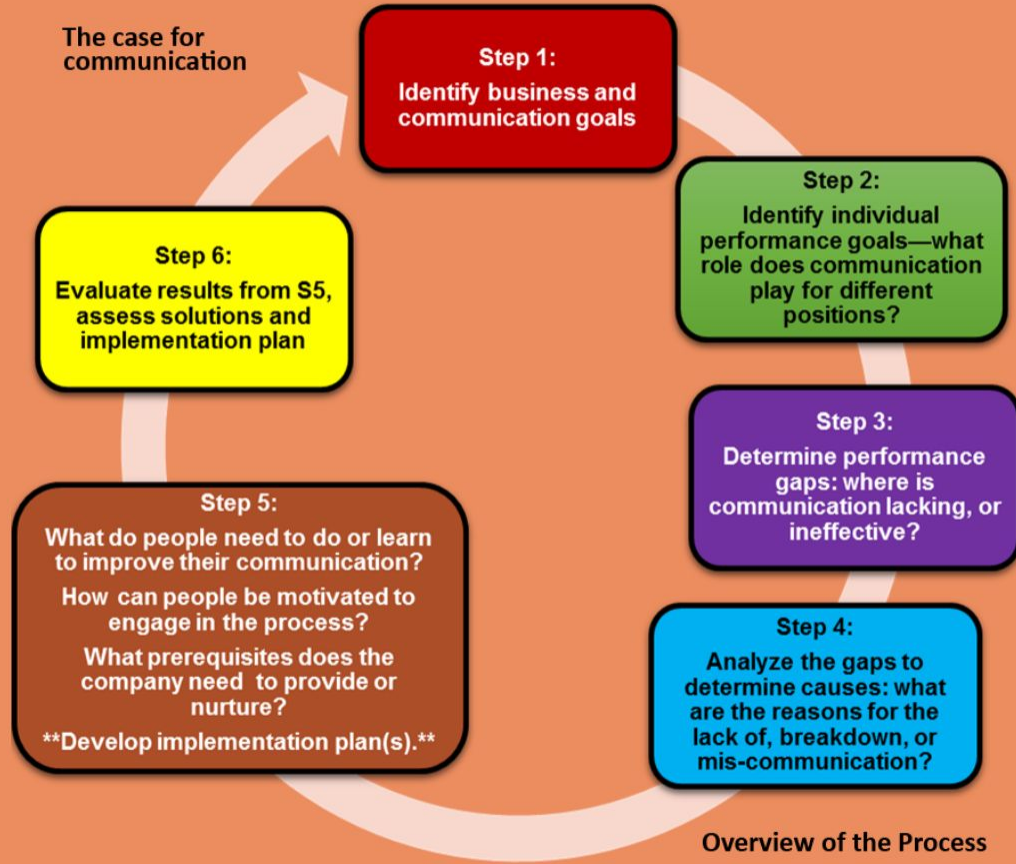 The case for
communication
Step 1:
Identify business and
communication goals
Step 2:
Identify individual
performance goals—what
role does communication
play for different
positions?
Step 3:
Determine performance
gaps: where is
communication lacking, or
ineffective?
Step 4:
Analyze the gaps to
determine causes: what
are the reasons for the
lack of, breakdown, or
mis-communication?
Step 5:
What do people need to do or learn
to improve their communication?
How can people be motivated to
engage in the process?
What prerequisites does the
company need to provide or
nurture?
**Develop implementation plan(s).**
Step 6:
Evaluate results from S5,
assess solutions and
implementation plan
Overview of the Process